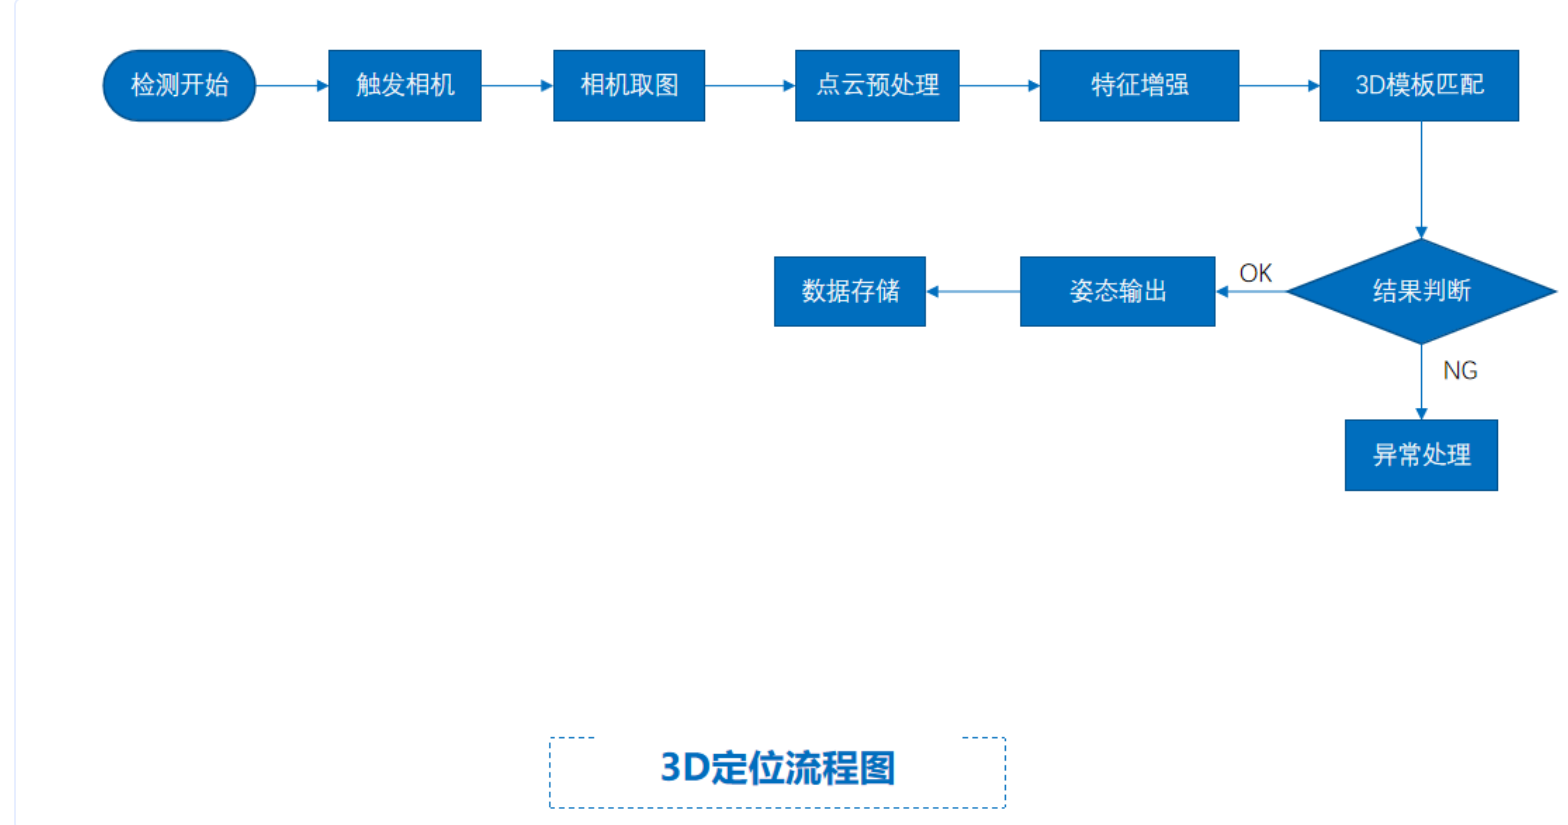 检测开始
触发相机
相机取图
点云预处理
特征增强
3D模板匹配
数据存储
姿态输出
OK
结果判断
NG
异常处理
3D定位流程图